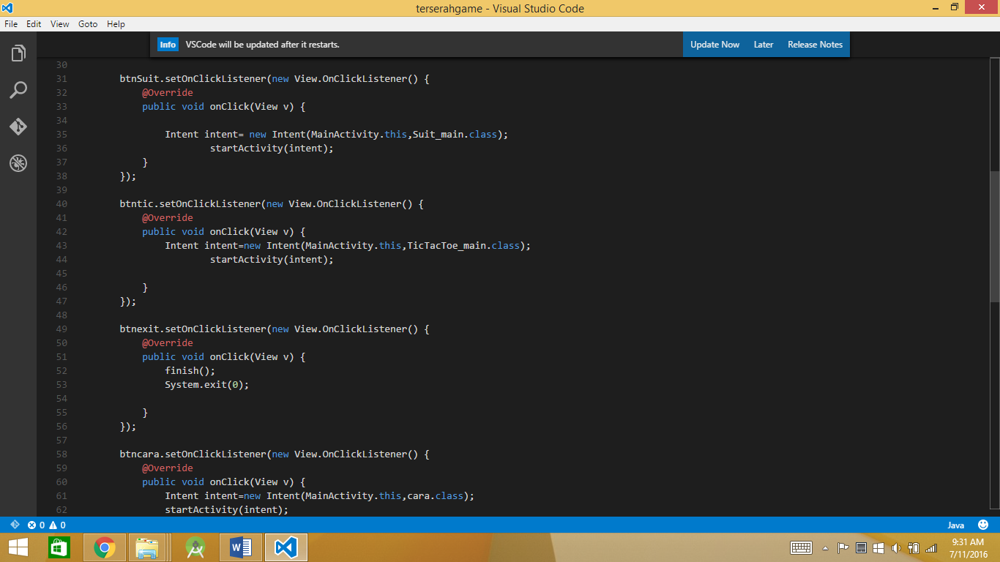 terserahgame - Visual Studio Code
File Edit View Goto Help
Info VSCode will be updated after it restarts. Update Now Later Release Notes
30
31 btnSuit.setOnClickListener(new View.OnClickListener() {
32 @Override
33 public void onClick(View v) {
34
35 Intent intent= new Intent(MainActivity.this,Suit_main.class);
36 startActivity(intent);
37 }
38 });
39
40 btntic.setOnClickListener(new View.OnClickListener() {
41 @Override
42 public void onClick(View v) {
43 Intent intent=new Intent(MainActivity.this,TicTacToe_main.class);
44 startActivity(intent);
45
46 }
47 });
48
49 btnexit.setOnClickListener(new View.OnClickListener() {
50 @Override
51 public void onClick(View v) {
52 finish();
53 System.exit(0);
54
55 }
56 });
57
58 btncara.setOnClickListener(new View.OnClickListener() {
59 @Override
60 public void onClick(View v) {
61 Intent intent=new Intent(MainActivity.this,cara.class);
62 startActivity(intent);
0 0 Java
9:31 AM
7/11/2016